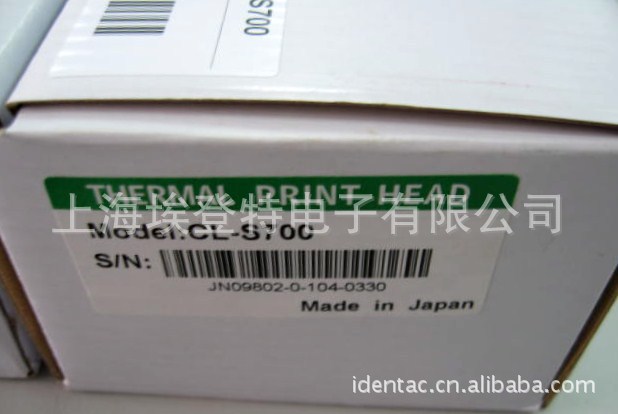 S700
THERMAL PRINT HEAD
上海埃登特电子有限公司
Model:CL-S700
S/N:
JN09802-0-104-0330
Made in Japan
identac.cn.alibaba.com